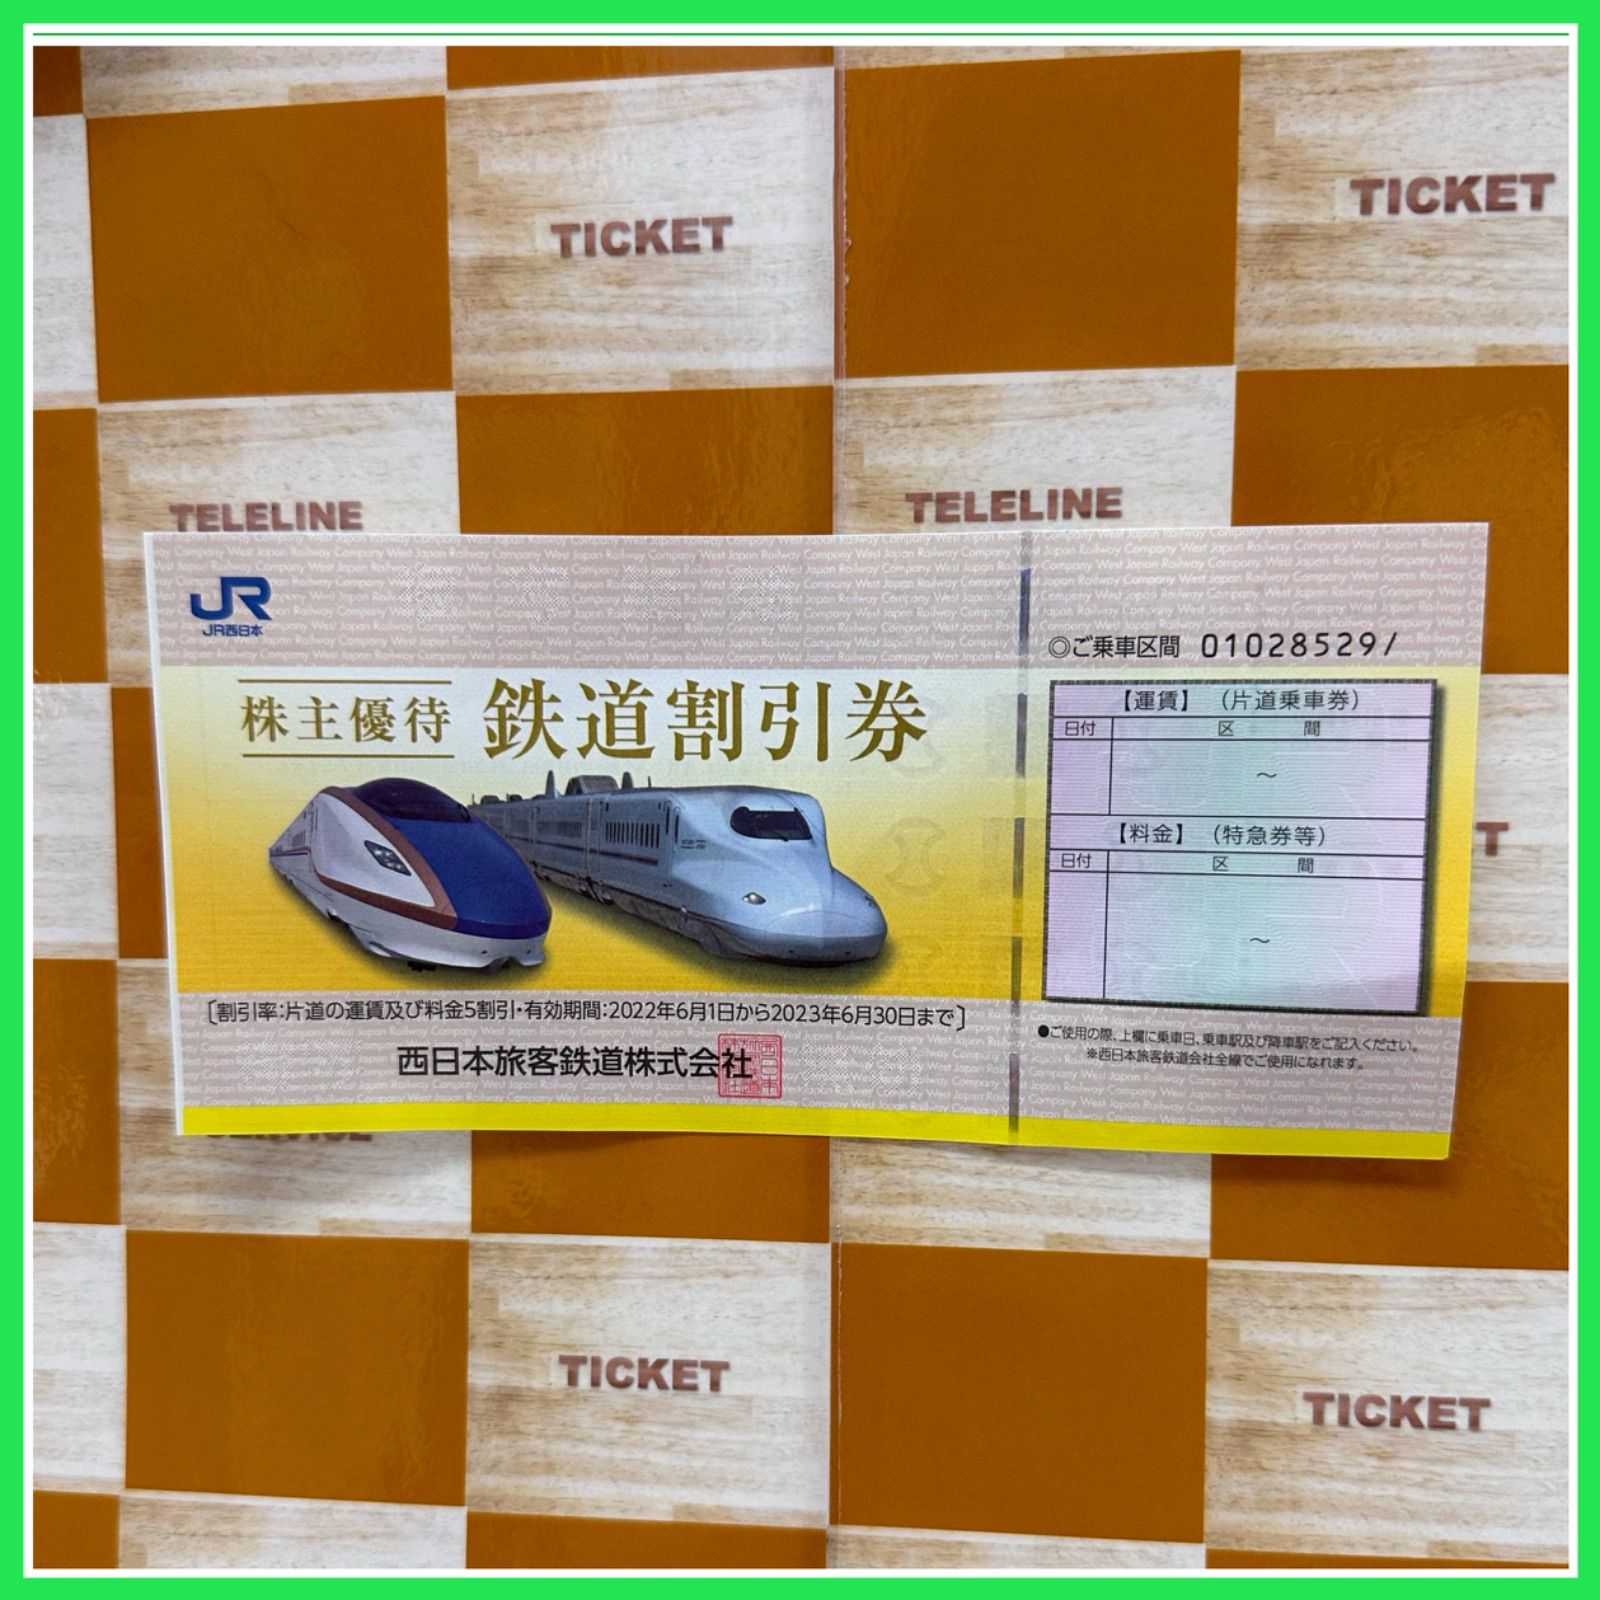 TICKET
TICKET
TELELINE
TELELINE
JR
JR西日本
◎ご乗車区間 01028529/
株主優待 鉄道割引券
【運賃】（片道乗車券）
日付 区間
～
【料金】（特急券等）
日付 区間
～
［割引率:片道の運賃及び料金5割引・有効期間:2022年6月1日から2023年6月30日まで］
西日本旅客鉄道株式会社
●ご使用の際、上欄に乗車日、乗車駅及び降車駅をご記入ください。
※西日本旅客鉄道会社全線でご使用になれます。
TICKET
TICKET